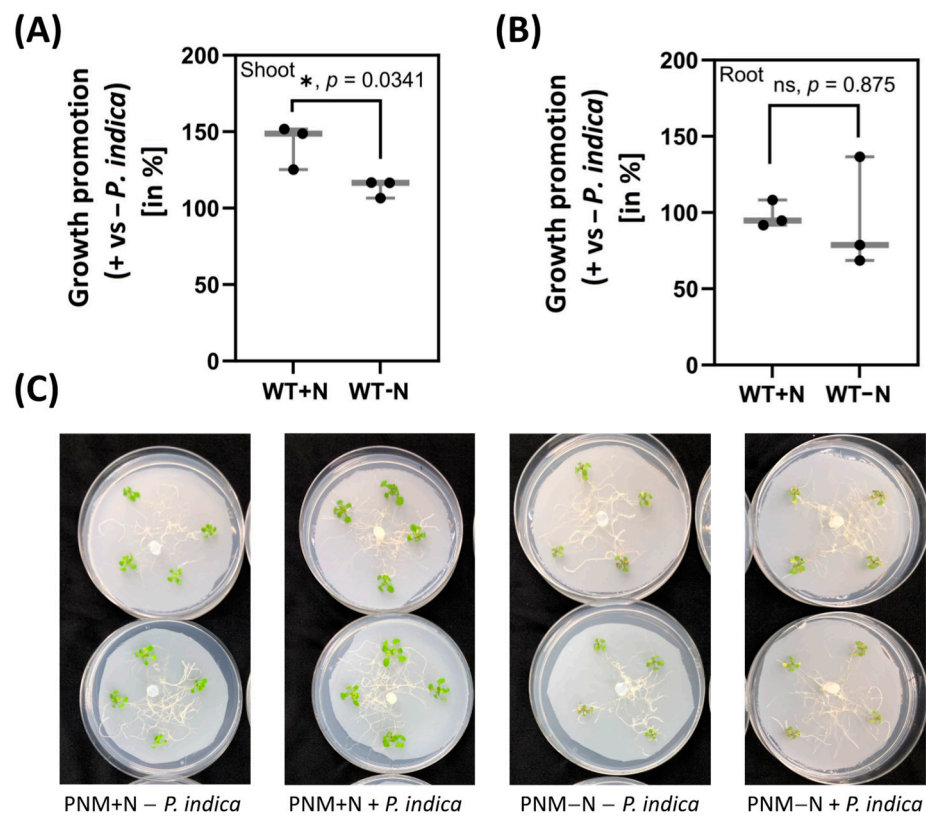 (A)
Growth promotion
(+ vs – P. indica)
[in %]
200
150
100
50
0
Shoot
*, p = 0.0341
WT+N
WT-N
(B)
Growth promotion
(+ vs – P. indica)
[in %]
200
150
100
50
0
Root
ns, p = 0.875
WT+N
WT−N
(C)
PNM+N – P. indica
PNM+N + P. indica
PNM−N – P. indica
PNM−N + P. indica